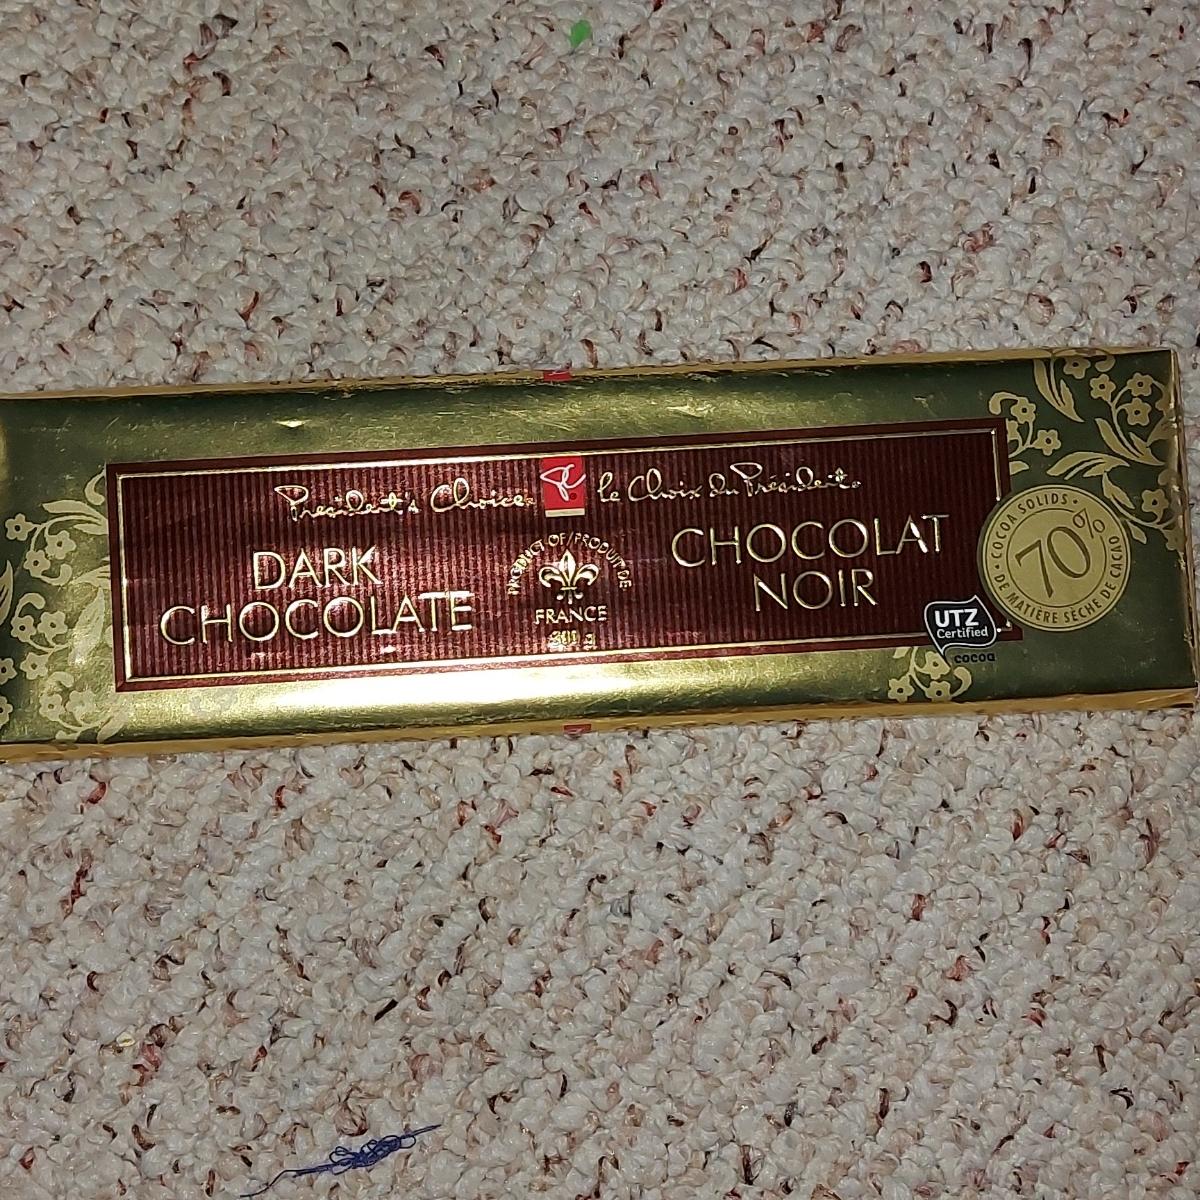 President's Choice
le Choix du Président
DARK
CHOCOLATE
PRODUCT OF/PRODUIT DE
FRANCE
CHOCOLAT
NOIR
• COCOA SOLIDS •
70%
DE MATIÈRE SÈCHE DE CACAO
UTZ
Certified
cocoa